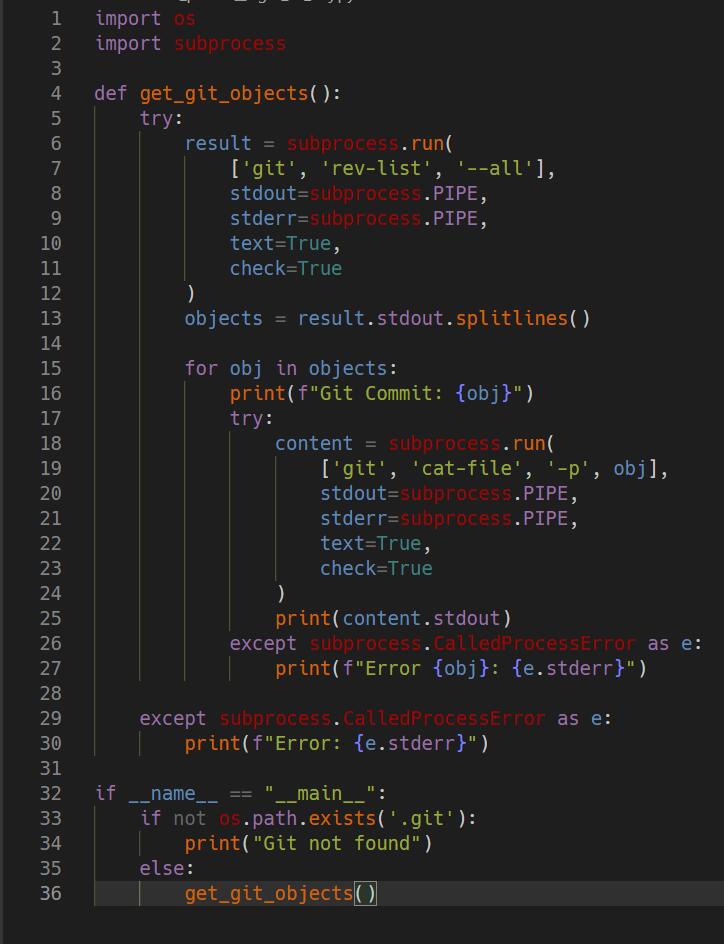 1 import os
2 import subprocess
3
4 def get_git_objects():
5     try:
6         result = subprocess.run(
7             ['git', 'rev-list', '--all'],
8             stdout=subprocess.PIPE,
9             stderr=subprocess.PIPE,
10             text=True,
11             check=True
12         )
13         objects = result.stdout.splitlines()
14
15         for obj in objects:
16             print(f"Git Commit: {obj}")
17             try:
18                 content = subprocess.run(
19                     ['git', 'cat-file', '-p', obj],
20                     stdout=subprocess.PIPE,
21                     stderr=subprocess.PIPE,
22                     text=True,
23                     check=True
24                 )
25                 print(content.stdout)
26             except subprocess.CalledProcessError as e:
27                 print(f"Error {obj}: {e.stderr}")
28
29     except subprocess.CalledProcessError as e:
30         print(f"Error: {e.stderr}")
31
32 if __name__ == "__main__":
33     if not os.path.exists('.git'):
34         print("Git not found")
35     else:
36         get_git_objects()